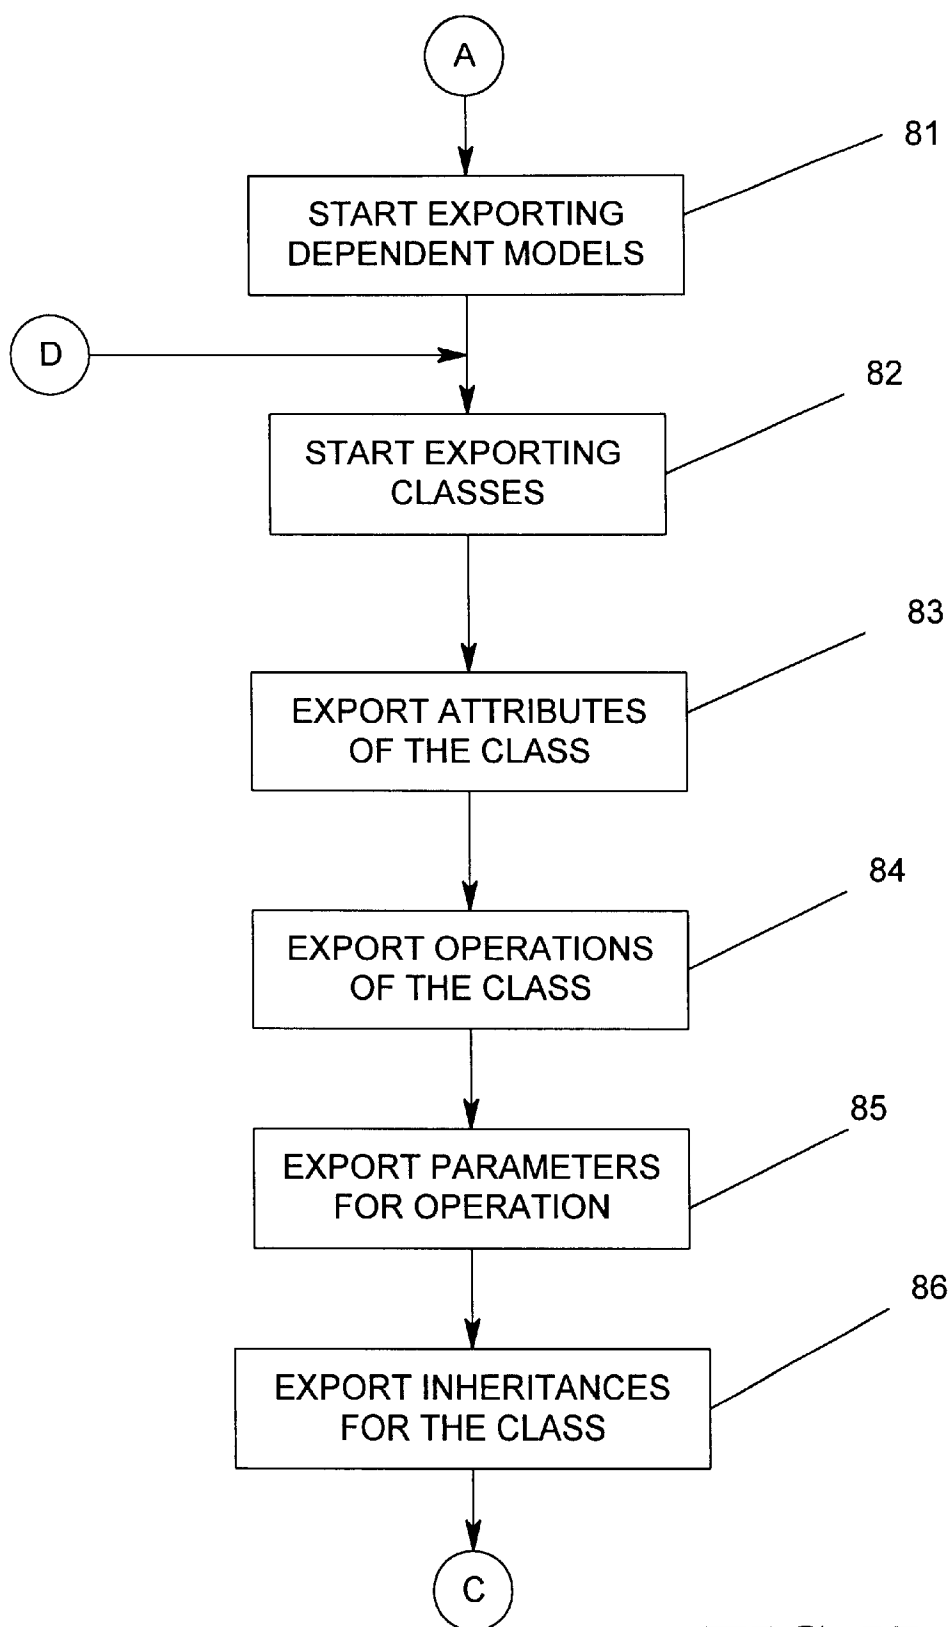 A
81
START EXPORTING
DEPENDENT MODELS
D
82
START EXPORTING
CLASSES
83
EXPORT ATTRIBUTES
OF THE CLASS
84
EXPORT OPERATIONS
OF THE CLASS
85
EXPORT PARAMETERS
FOR OPERATION
86
EXPORT INHERITANCES
FOR THE CLASS
C